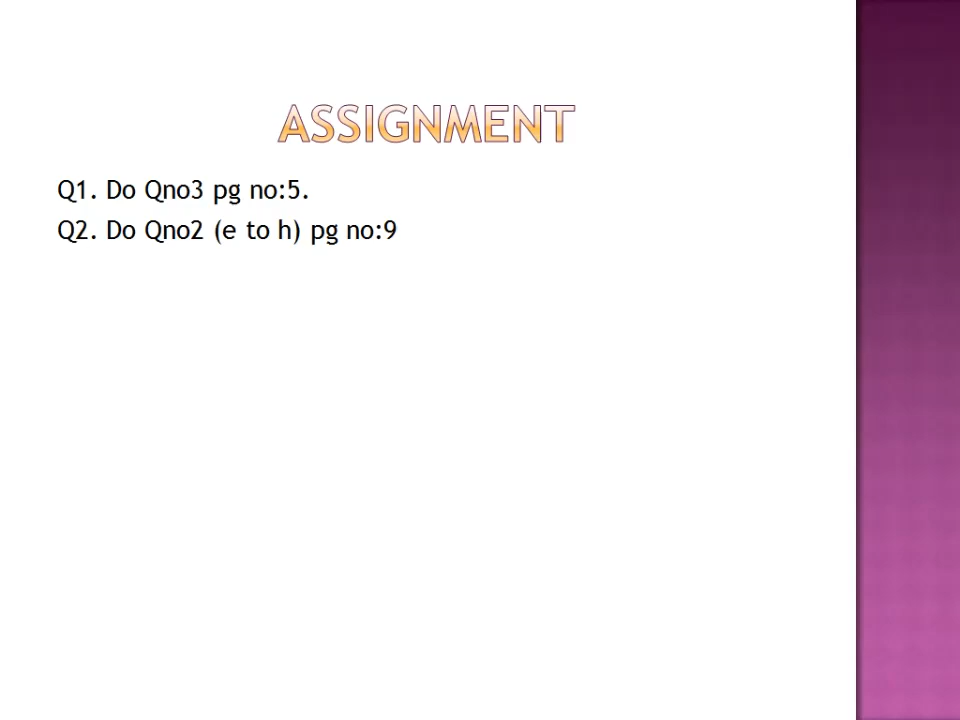 ASSIGNMENT
Q1. Do Qno3 pg no:5.
Q2. Do Qno2 (e to h) pg no:9